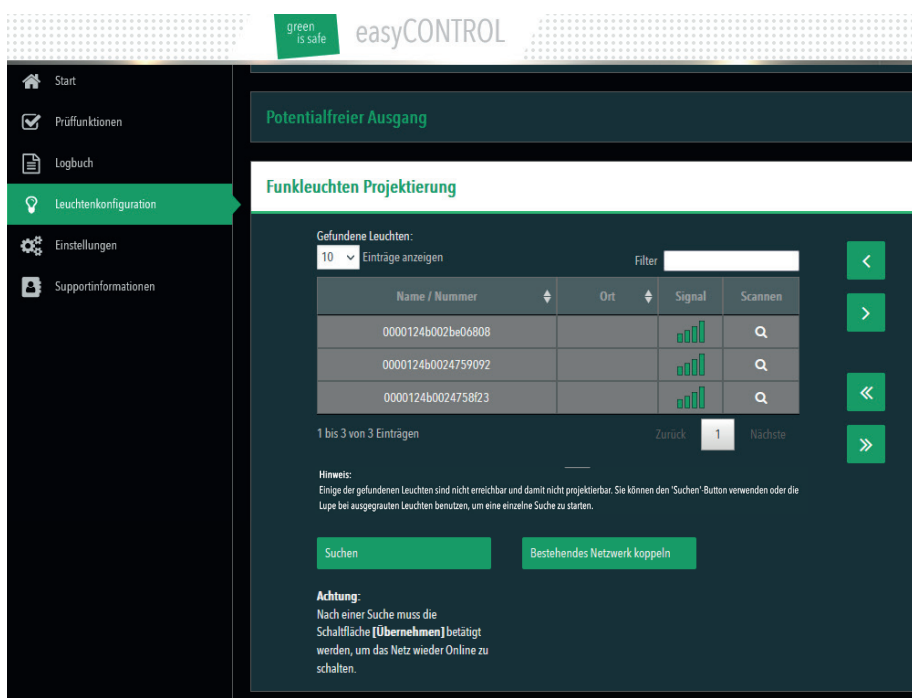 green
is safe
easyCONTROL
Start
Prüffunktionen
Logbuch
Leuchtenkonfiguration
Einstellungen
Supportinformationen
Potentialfreier Ausgang
Funkleuchten Projektierung
Gefundene Leuchten:
10 Einträge anzeigen
Filter
Name / Nummer Ort Signal Scannen
0000124b002be06808
0000124b0024759092
0000124b0024758f23
1 bis 3 von 3 Einträgen
Zurück 1 Nächste
Hinweis:
Einige der gefundenen Leuchten sind nicht erreichbar und damit nicht projektierbar. Sie können den 'Suchen'-Button verwenden oder die
Lupe bei ausgegrauten Leuchten benutzen, um eine einzelne Suche zu starten.
Suchen
Bestehendes Netzwerk koppeln
Achtung:
Nach einer Suche muss die
Schaltfläche [Übernehmen] betätigt
werden, um das Netz wieder Online zu
schalten.